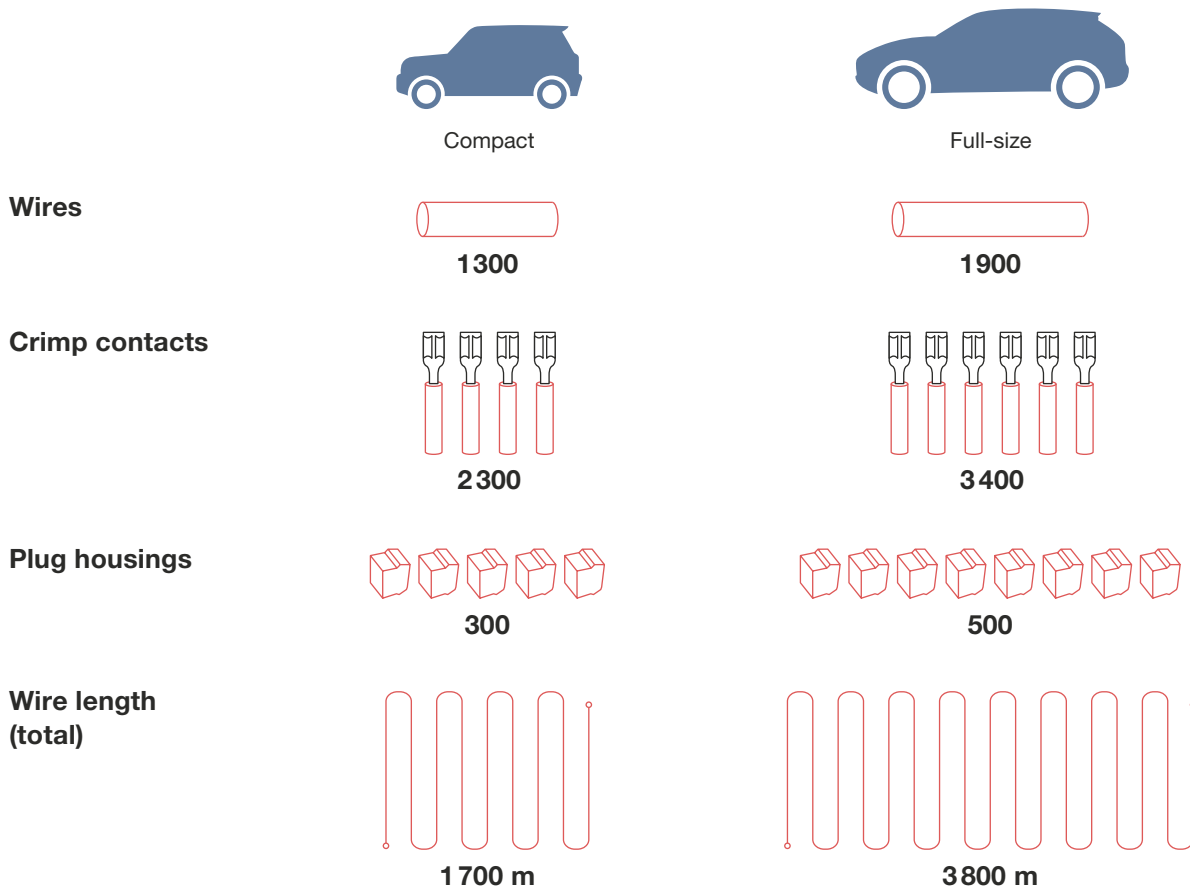 Compact
Full-size
Wires
1300
1900
Crimp contacts
2300
3400
Plug housings
300
500
Wire length
(total)
1700 m
3800 m